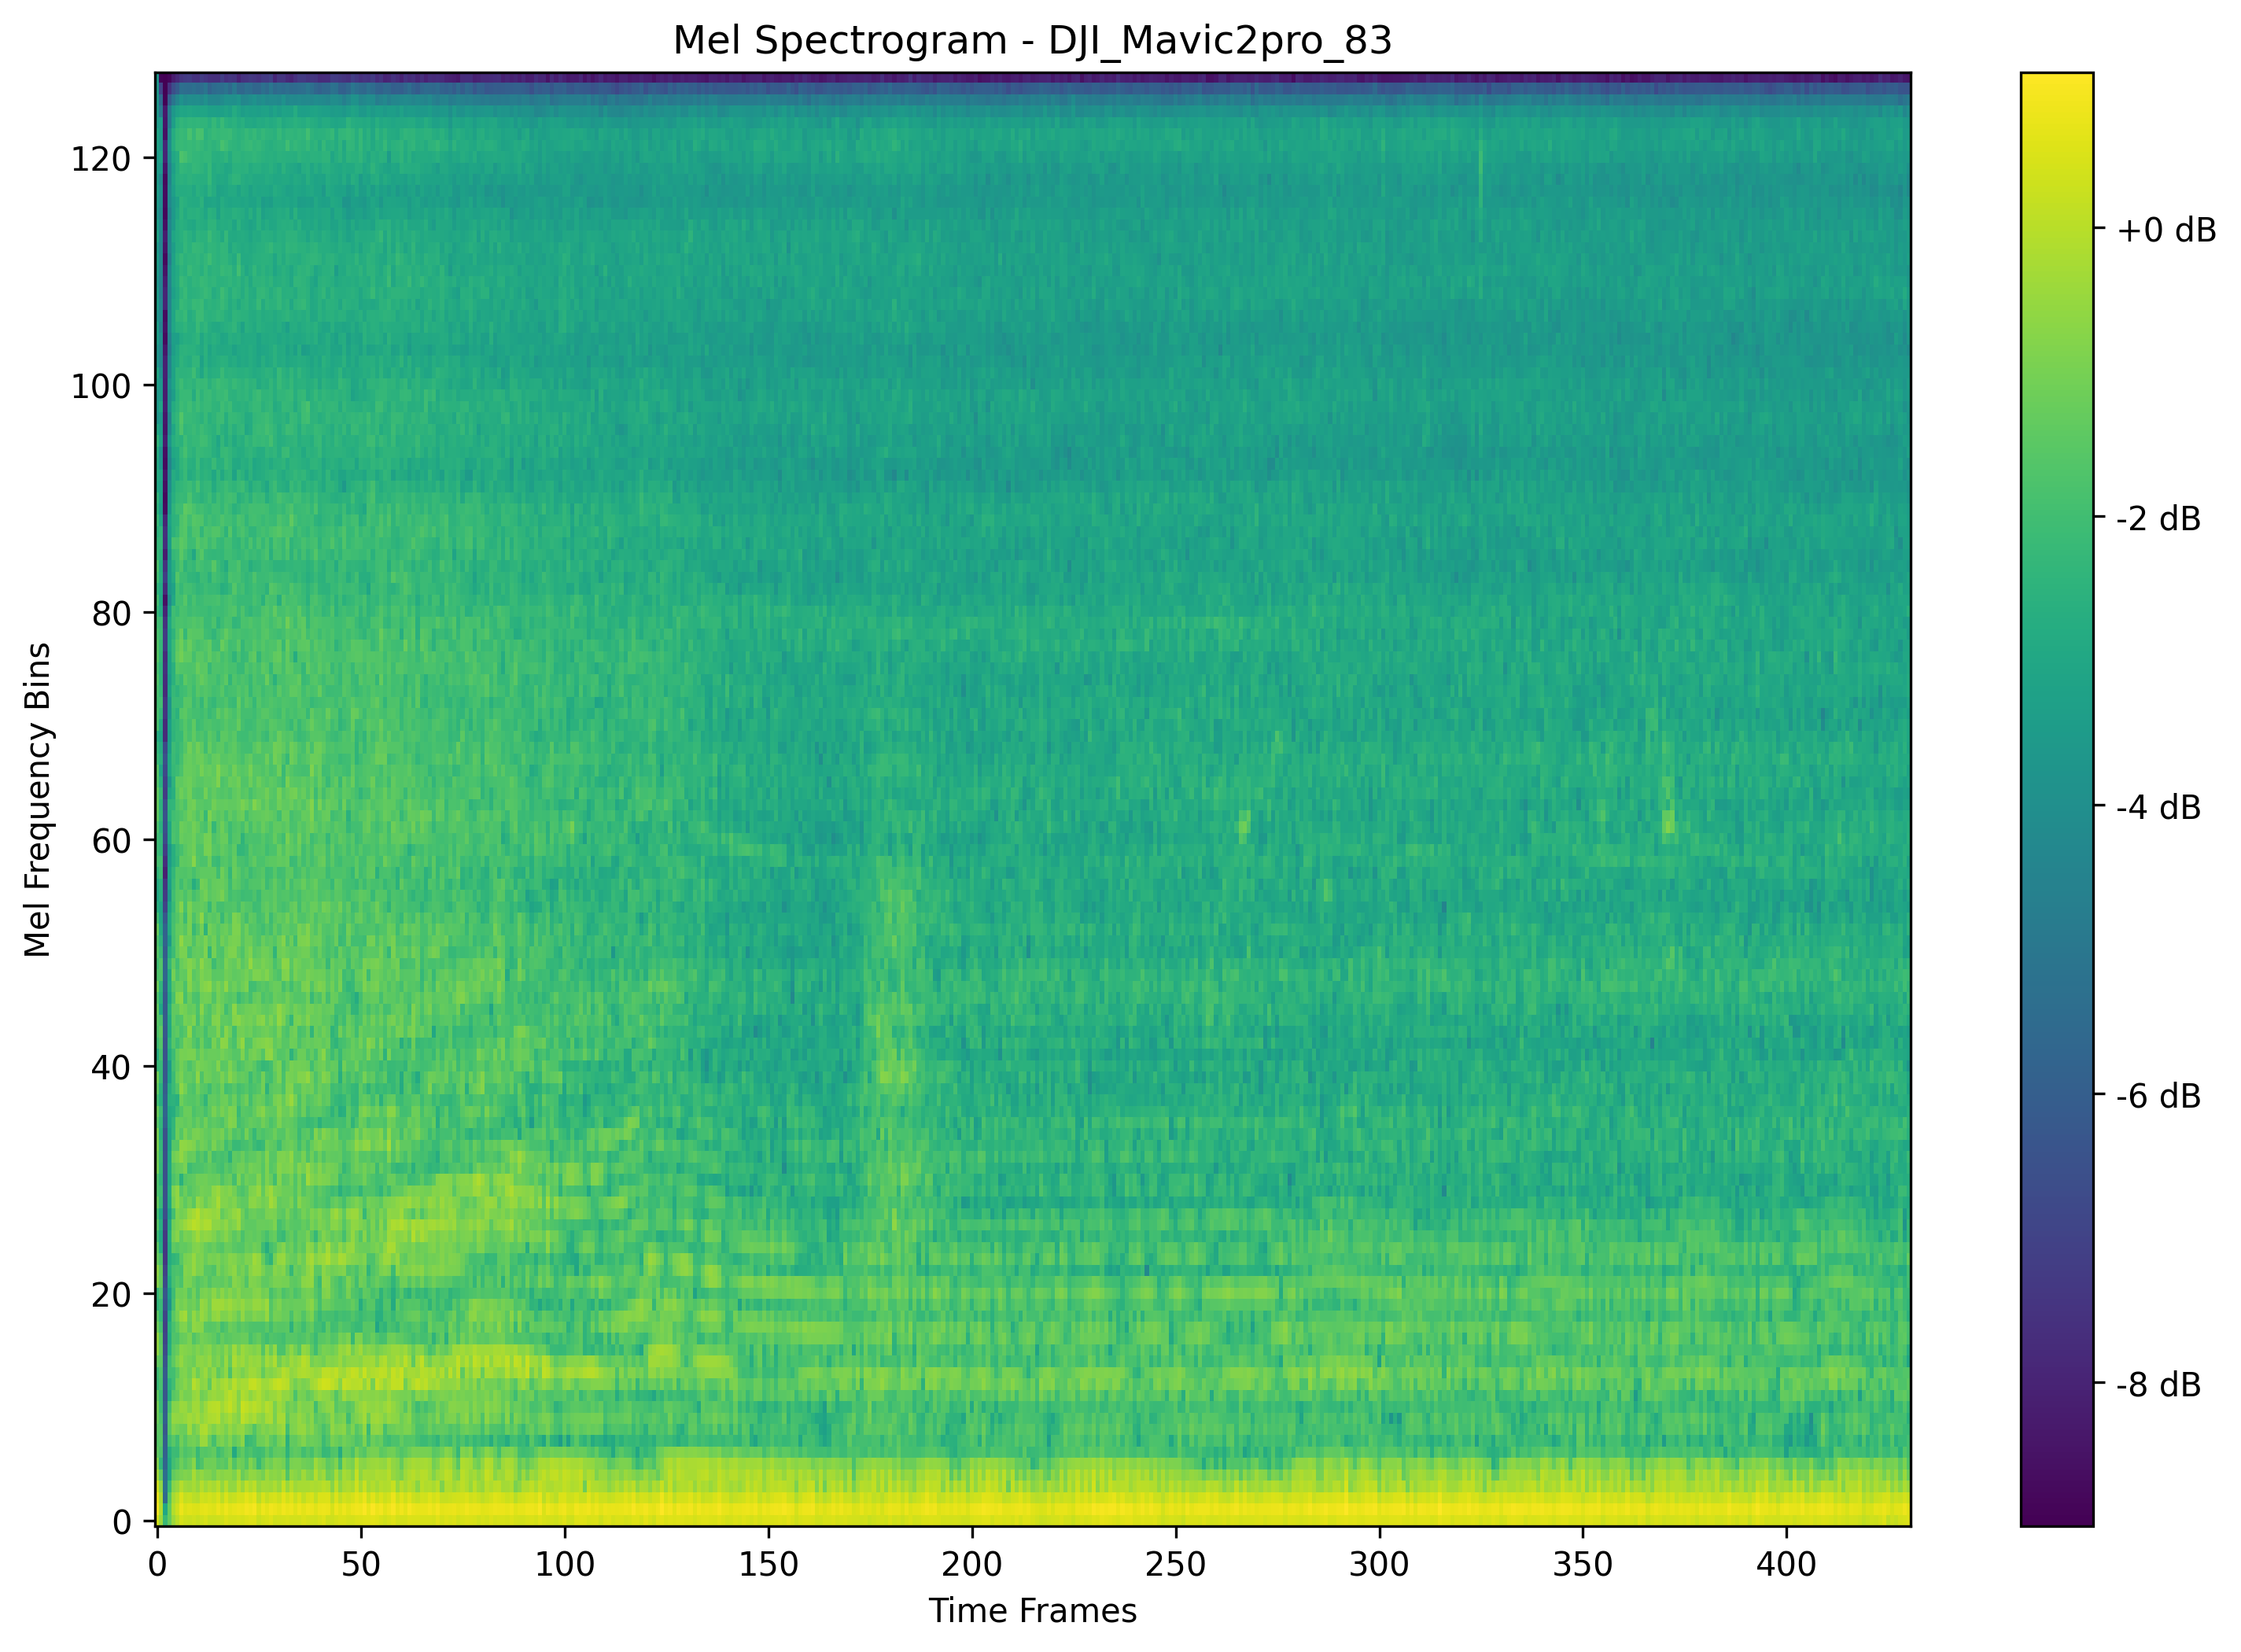 Mel Spectrogram - DJI_Mavic2pro_83
Mel Frequency Bins
120
100
80
60
40
20
0
0 50 100 150 200 250 300 350 400
Time Frames
+0 dB
-2 dB
-4 dB
-6 dB
-8 dB